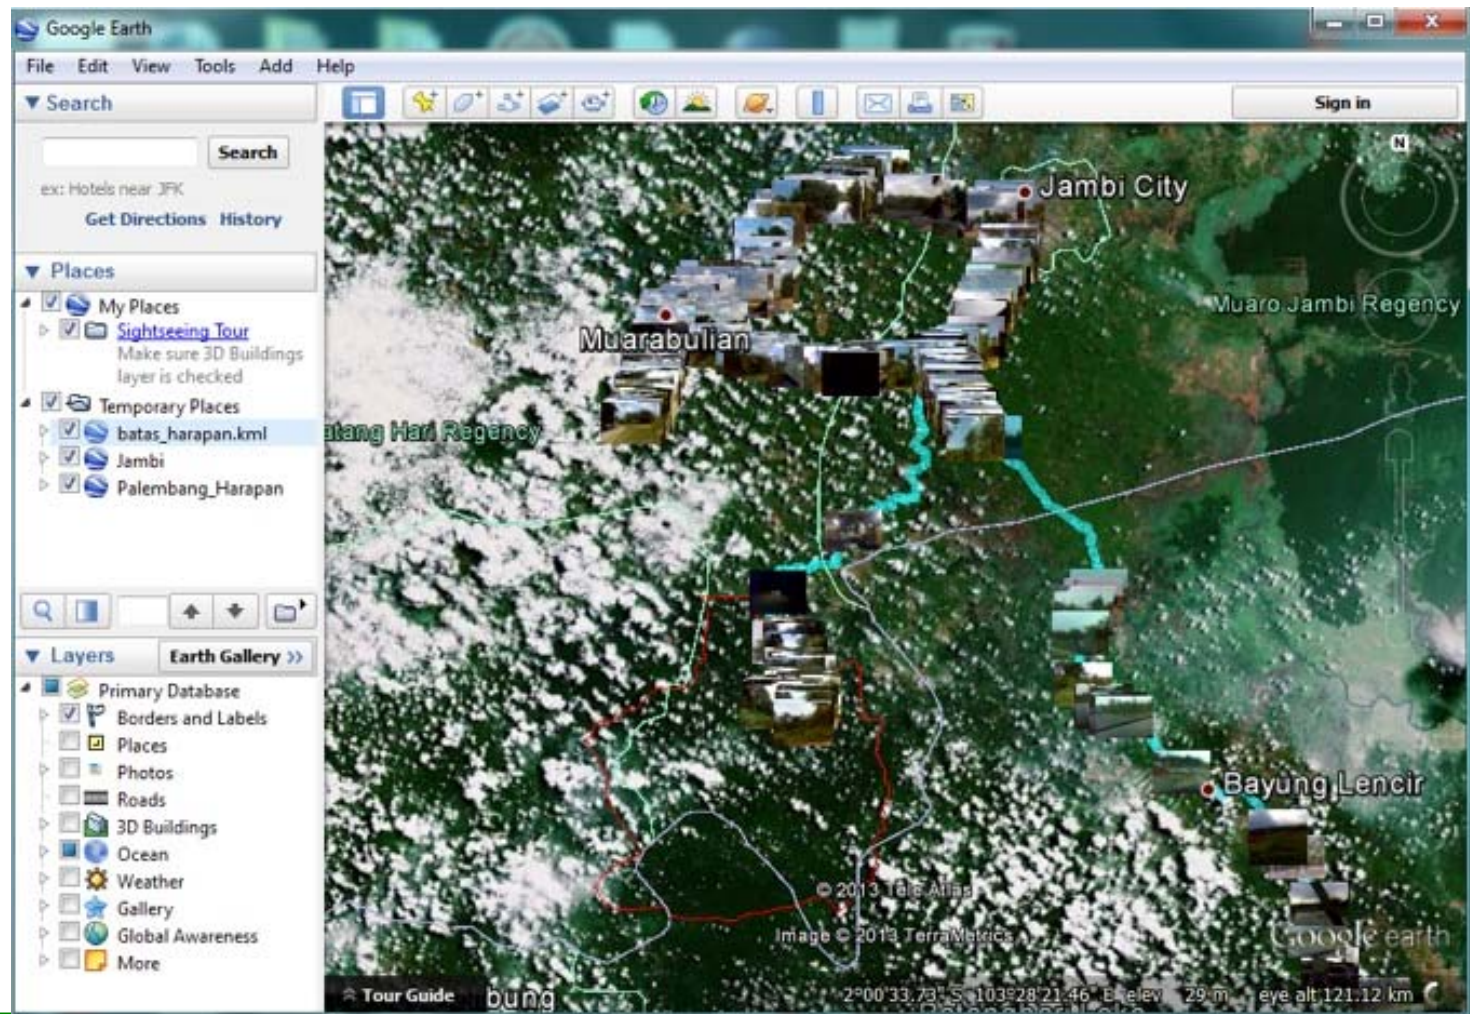 Google Earth
File Edit View Tools Add Help
Search
Sign in
Search
ex: Hotels near JFK
Get Directions History
Places
My Places
Sightseeing Tour
Make sure 3D Buildings
layer is checked
Temporary Places
batas_harapan.kml
Jambi
Palembang_Harapan
Layers
Earth Gallery >>
Primary Database
Borders and Labels
Places
Photos
Roads
3D Buildings
Ocean
Weather
Gallery
Global Awareness
More
N
Jambi City
Muaro Jambi Regency
Muarabulian
atang Hari Regency
Bayung Lencir
© 2013 Tele Atlas
Image © 2013 TerraMetrics
Google earth
Tour Guide
bung
2°00'33.73" S 103°28'21.46" E elev 29 m eye alt 121.12 km